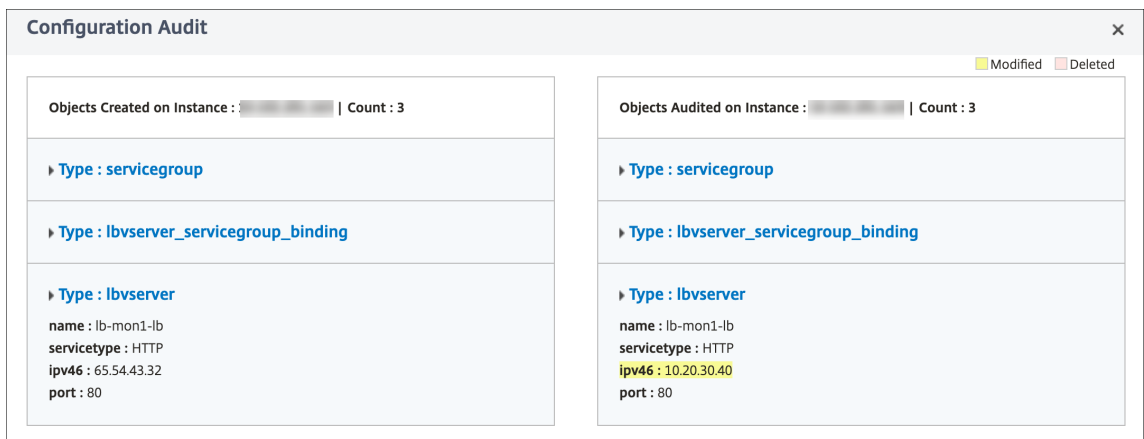 Configuration Audit
Modified Deleted
Objects Created on Instance : | Count : 3
Type : servicegroup
Type : lbvserver_servicegroup_binding
Type : lbvserver
name : lb-mon1-lb
servicetype : HTTP
ipv46 : 65.54.43.32
port : 80
Objects Audited on Instance : | Count : 3
Type : servicegroup
Type : lbvserver_servicegroup_binding
Type : lbvserver
name : lb-mon1-lb
servicetype : HTTP
ipv46 : 10.20.30.40
port : 80